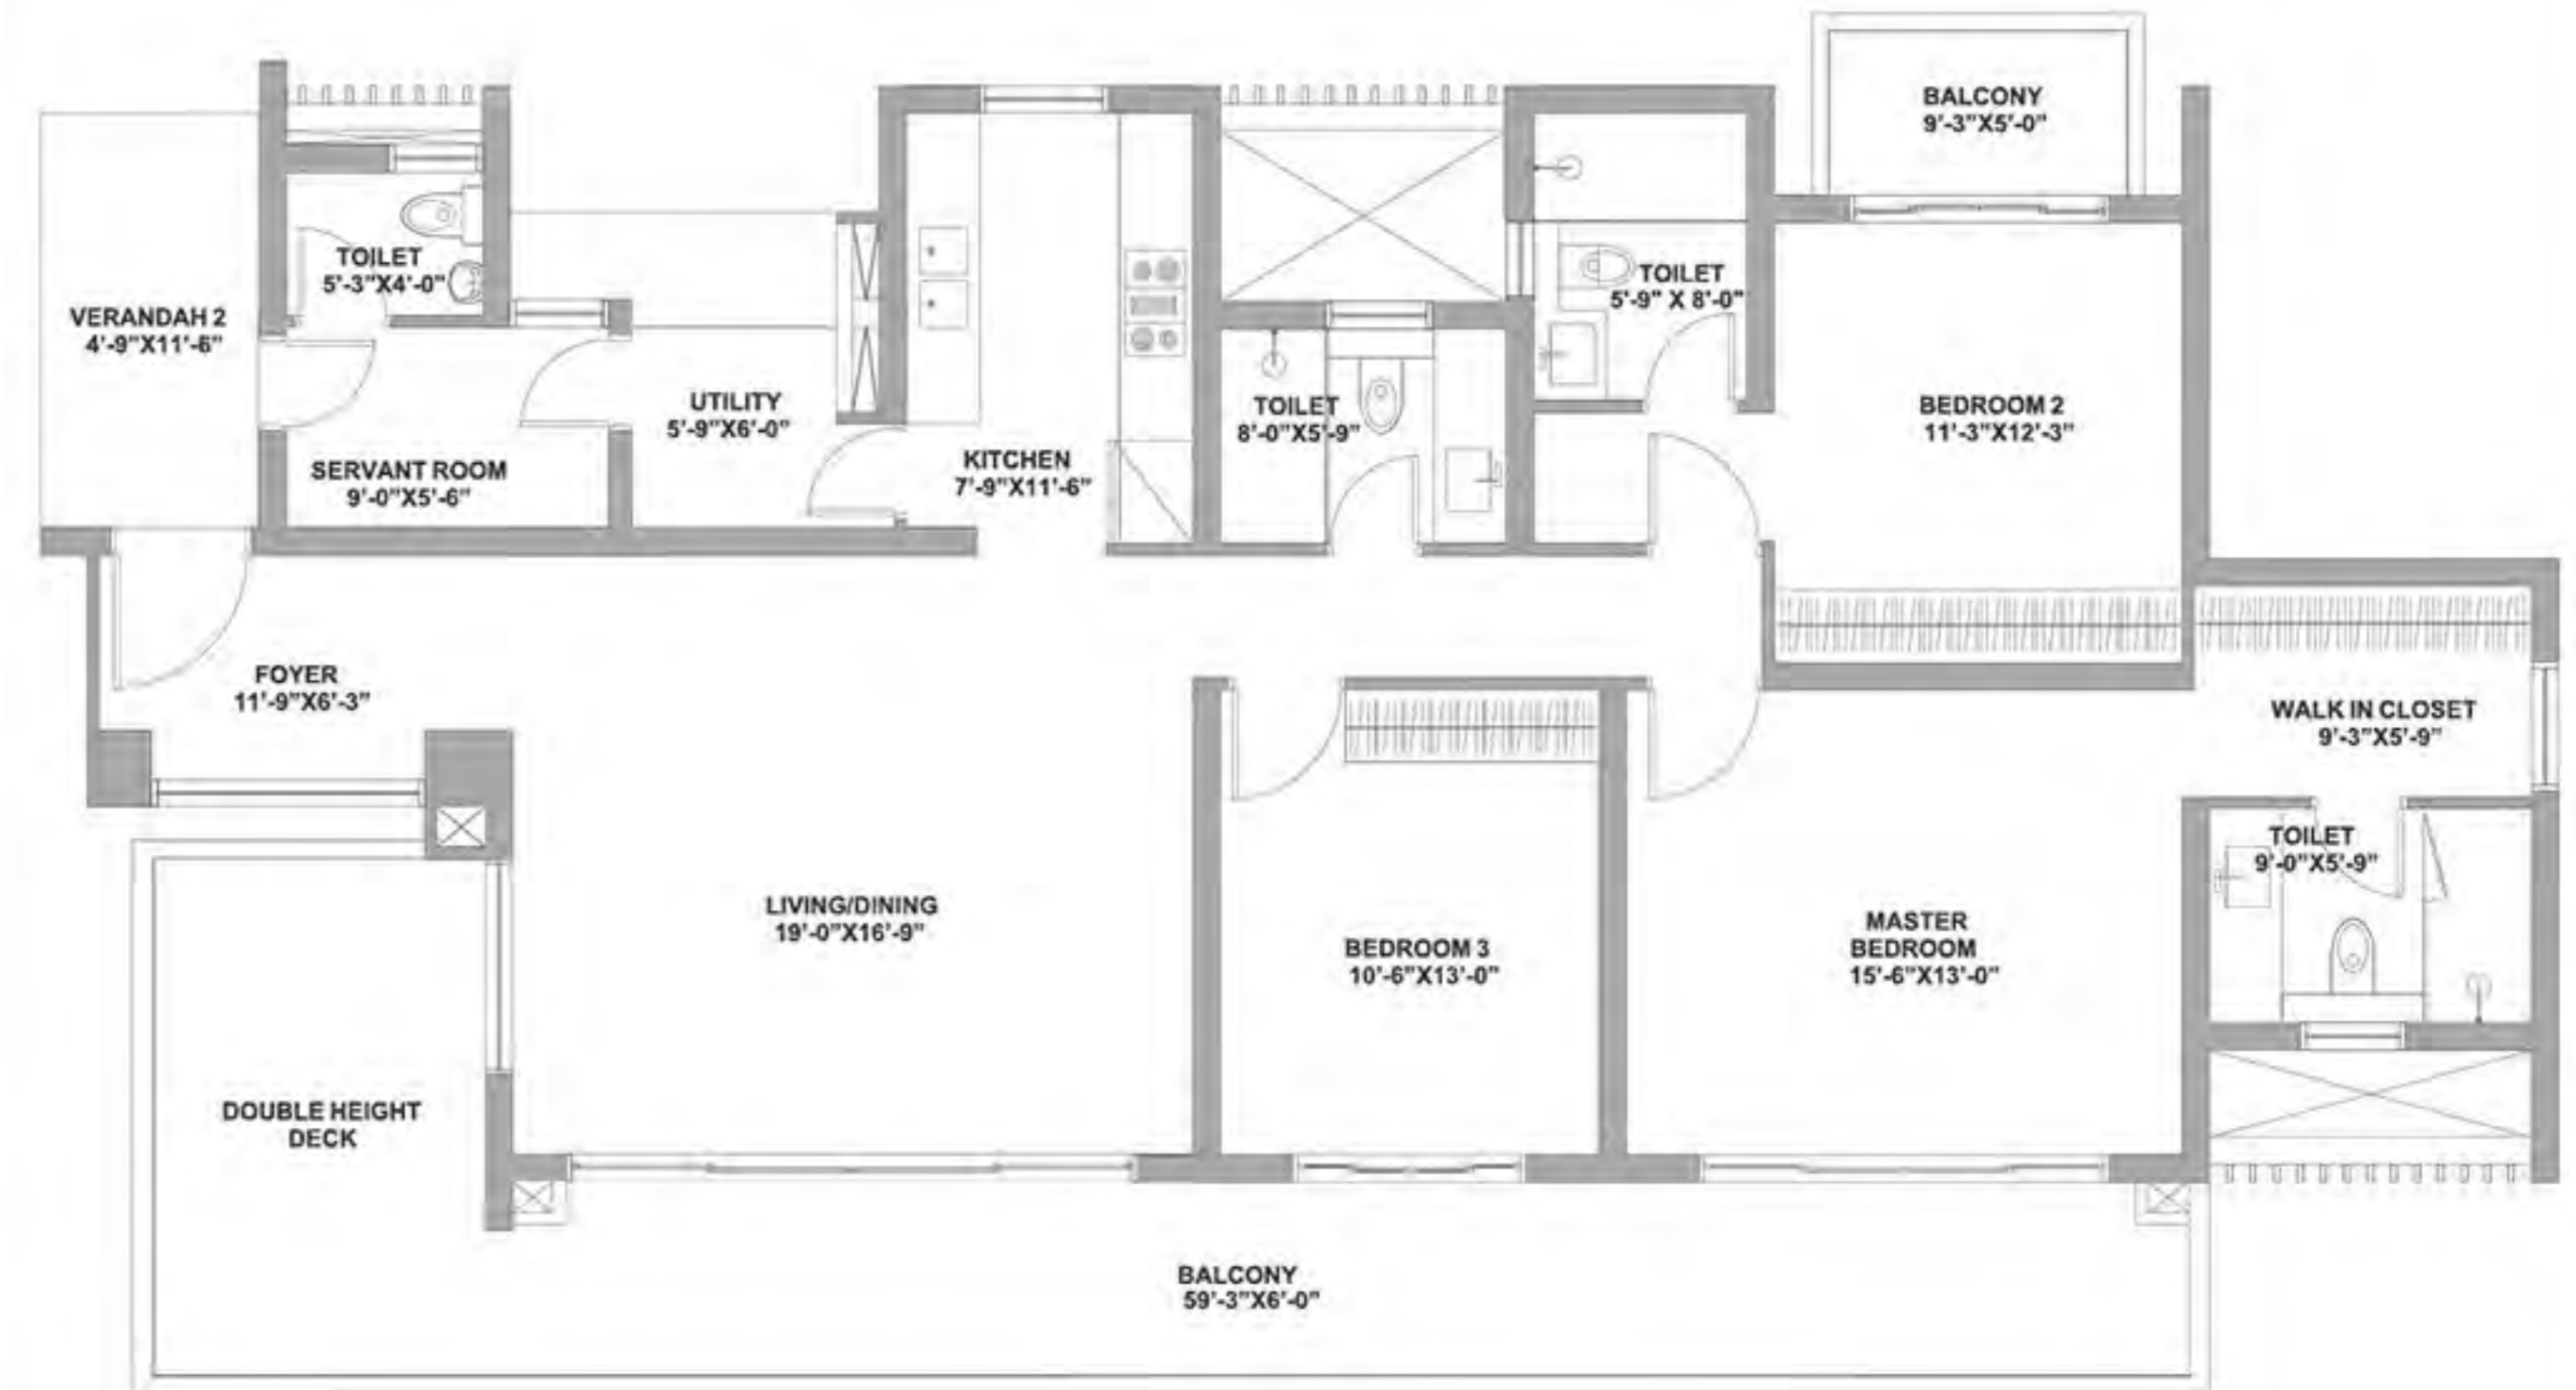 BALCONY
9'-3"X5'-0"
TOILET
5'-3"X4'-0"
TOILET
5'-9" X 8'-0"
VERANDAH 2
4'-9"X11'-6"
UTILITY
5'-9"X6'-0"
TOILET
8'-0"X5'-9"
BEDROOM 2
11'-3"X12'-3"
SERVANT ROOM
9'-0"X5'-6"
KITCHEN
7'-9"X11'-6"
FOYER
11'-9"X6'-3"
WALK IN CLOSET
9'-3"X5'-9"
TOILET
9'-0"X5'-9"
LIVING/DINING
19'-0"X16'-9"
BEDROOM 3
10'-6"X13'-0"
MASTER
BEDROOM
15'-6"X13'-0"
DOUBLE HEIGHT
DECK
BALCONY
59'-3"X6'-0"